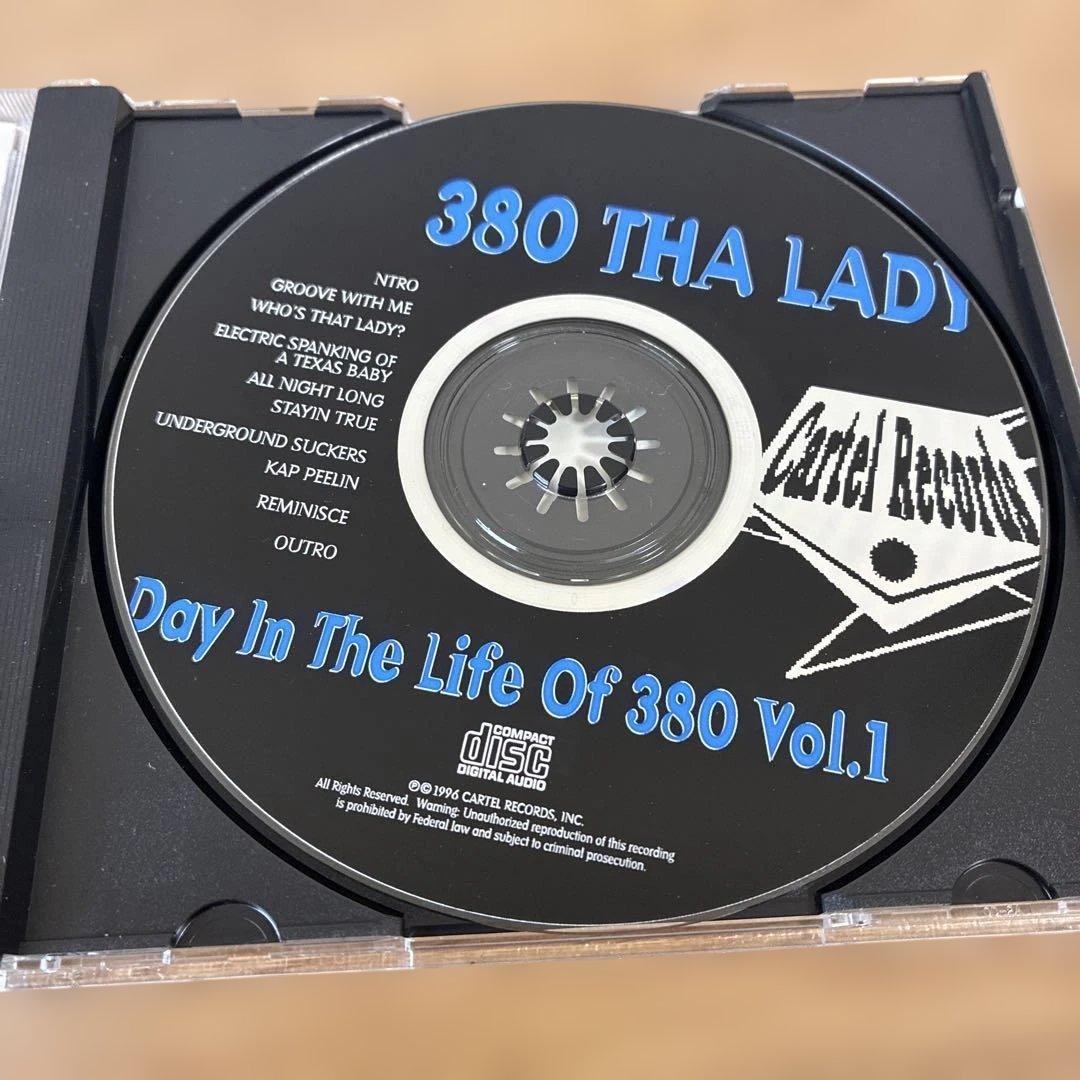 380 THA LADY
NTRO
GROOVE WITH ME
WHO'S THAT LADY?
ELECTRIC SPANKING OF
A TEXAS BABY
ALL NIGHT LONG
STAYIN TRUE
UNDERGROUND SUCKERS
KAP PEELIN
REMINISCE
OUTRO
Cartel Records
Day In The Life Of 380 Vol.1
COMPACT
disc
DIGITAL AUDIO
℗©1996 CARTEL RECORDS, INC.
All Rights Reserved. Warning: Unauthorized reproduction of this recording
is prohibited by Federal law and subject to criminal prosecution.